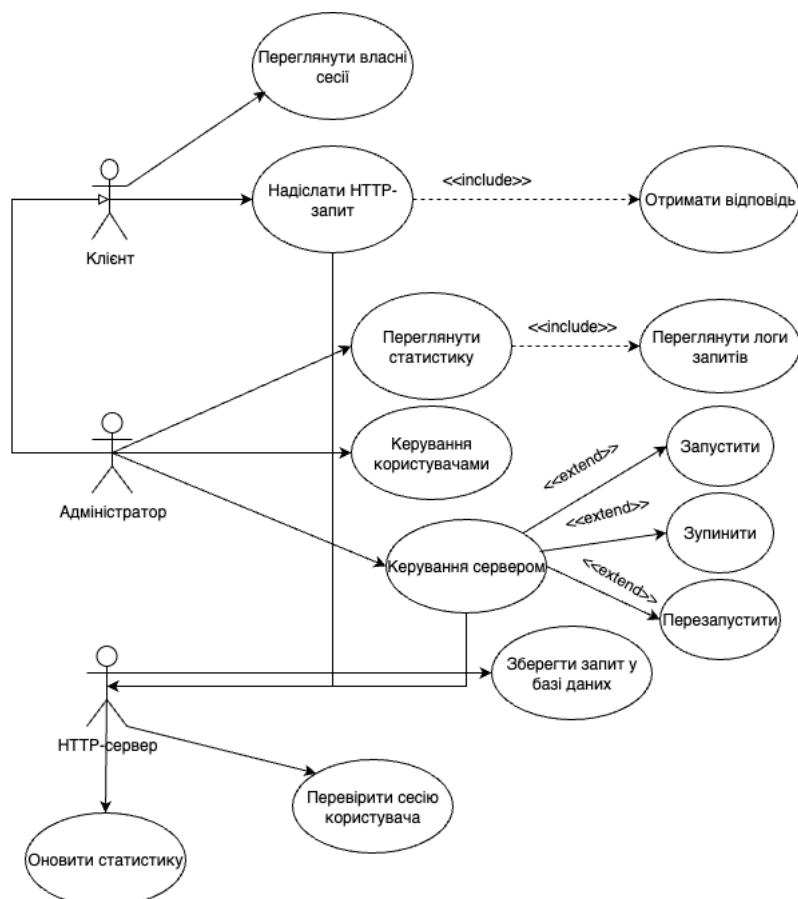 Переглянути власні
сесії
Надіслати HTTP-
запит
<<include>>
Отримати відповідь
Клієнт
Переглянути
статистику
<<include>>
Переглянути логи
запитів
Керування
користувачами
Адміністратор
<<extend>>
Запустити
<<extend>>
Зупинити
Керування сервером
<<extend>>
Перезапустити
Зберегти запит у
базі даних
HTTP-сервер
Перевірити сесію
користувача
Оновити статистику